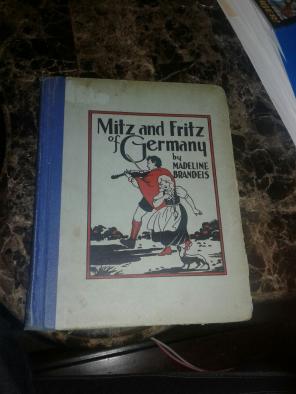 Mitz and Fritz
of
Germany
by
MADELINE
BRANDEIS